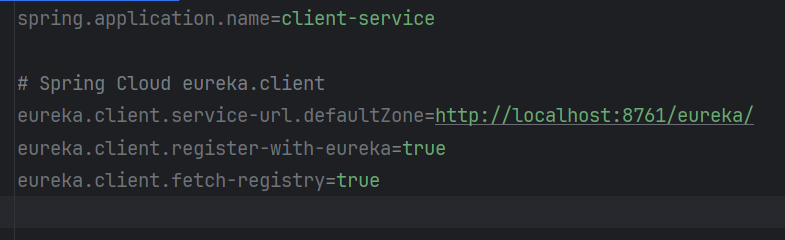 spring.application.name=client-service
# Spring Cloud eureka.client
eureka.client.service-url.defaultZone=http://localhost:8761/eureka/
eureka.client.register-with-eureka=true
eureka.client.fetch-registry=true